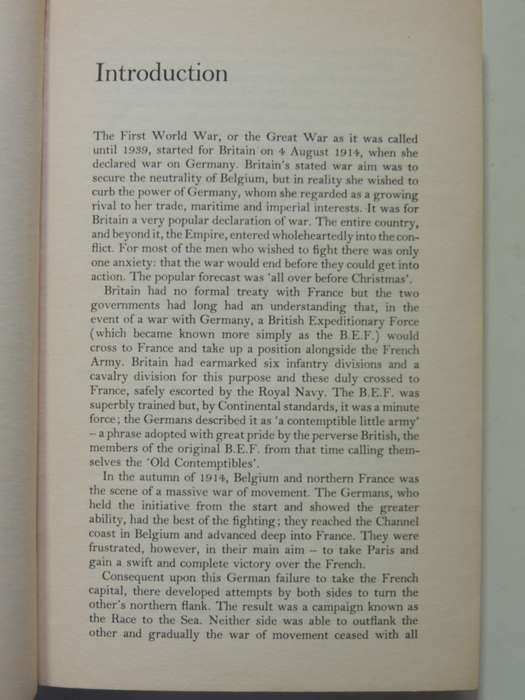 Introduction
The First World War, or the Great War as it was called
until 1939, started for Britain on 4 August 1914, when she
declared war on Germany. Britain's stated war aim was to
secure the neutrality of Belgium, but in reality she wished to
curb the power of Germany, whom she regarded as a growing
rival to her trade, maritime and imperial interests. It was for
Britain a very popular declaration of war. The entire country,
and beyond it, the Empire, entered wholeheartedly into the con-
flict. For most of the men who wished to fight there was only
one anxiety: that the war would end before they could get into
action. The popular forecast was 'all over before Christmas'.
Britain had no formal treaty with France but the two
governments had long had an understanding that, in the
event of a war with Germany, a British Expeditionary Force
(which became known more simply as the B.E.F.) would
cross to France and take up a position alongside the French
Army. Britain had earmarked six infantry divisions and a
cavalry division for this purpose and these duly crossed to
France, safely escorted by the Royal Navy. The B.E.F. was
superbly trained but, by Continental standards, it was a minute
force; the Germans described it as 'a contemptible little army'
– a phrase adopted with great pride by the perverse British, the
members of the original B.E.F. from that time calling them-
selves the 'Old Contemptibles'.
In the autumn of 1914, Belgium and northern France was
the scene of a massive war of movement. The Germans, who
held the initiative from the start and showed the greater
ability, had the best of the fighting; they reached the Channel
coast in Belgium and advanced deep into France. They were
frustrated, however, in their main aim – to take Paris and
gain a swift and complete victory over the French.
Consequent upon this German failure to take the French
capital, there developed attempts by both sides to turn the
other's northern flank. The result was a campaign known as
the Race to the Sea. Neither side was able to outflank the
other and gradually the war of movement ceased with all